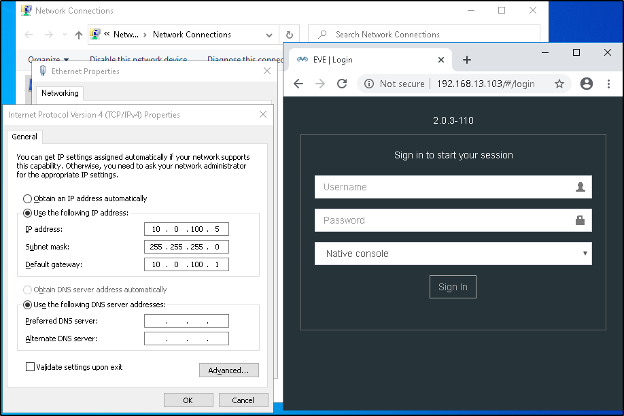 Network Connections
« Netw... › Network Connections
Search Network Connections
Organize Disable this network device Diagnose this connec
Ethernet Properties
Networking
Internet Protocol Version 4 (TCP/IPv4) Properties
General
You can get IP settings assigned automatically if your network supports
this capability. Otherwise, you need to ask your network administrator
for the appropriate IP settings.
Obtain an IP address automatically
Use the following IP address:
IP address: 10 . 0 .100 . 5
Subnet mask: 255 .255 .255 . 0
Default gateway: 10 . 0 .100 . 1
Obtain DNS server address automatically
Use the following DNS server addresses:
Preferred DNS server: . . .
Alternate DNS server: . . .
Validate settings upon exit
Advanced...
OK Cancel
EVE | Login
Not secure | 192.168.13.103/#/login
2.0.3-110
Sign in to start your session
Username
Password
Native console
Sign In